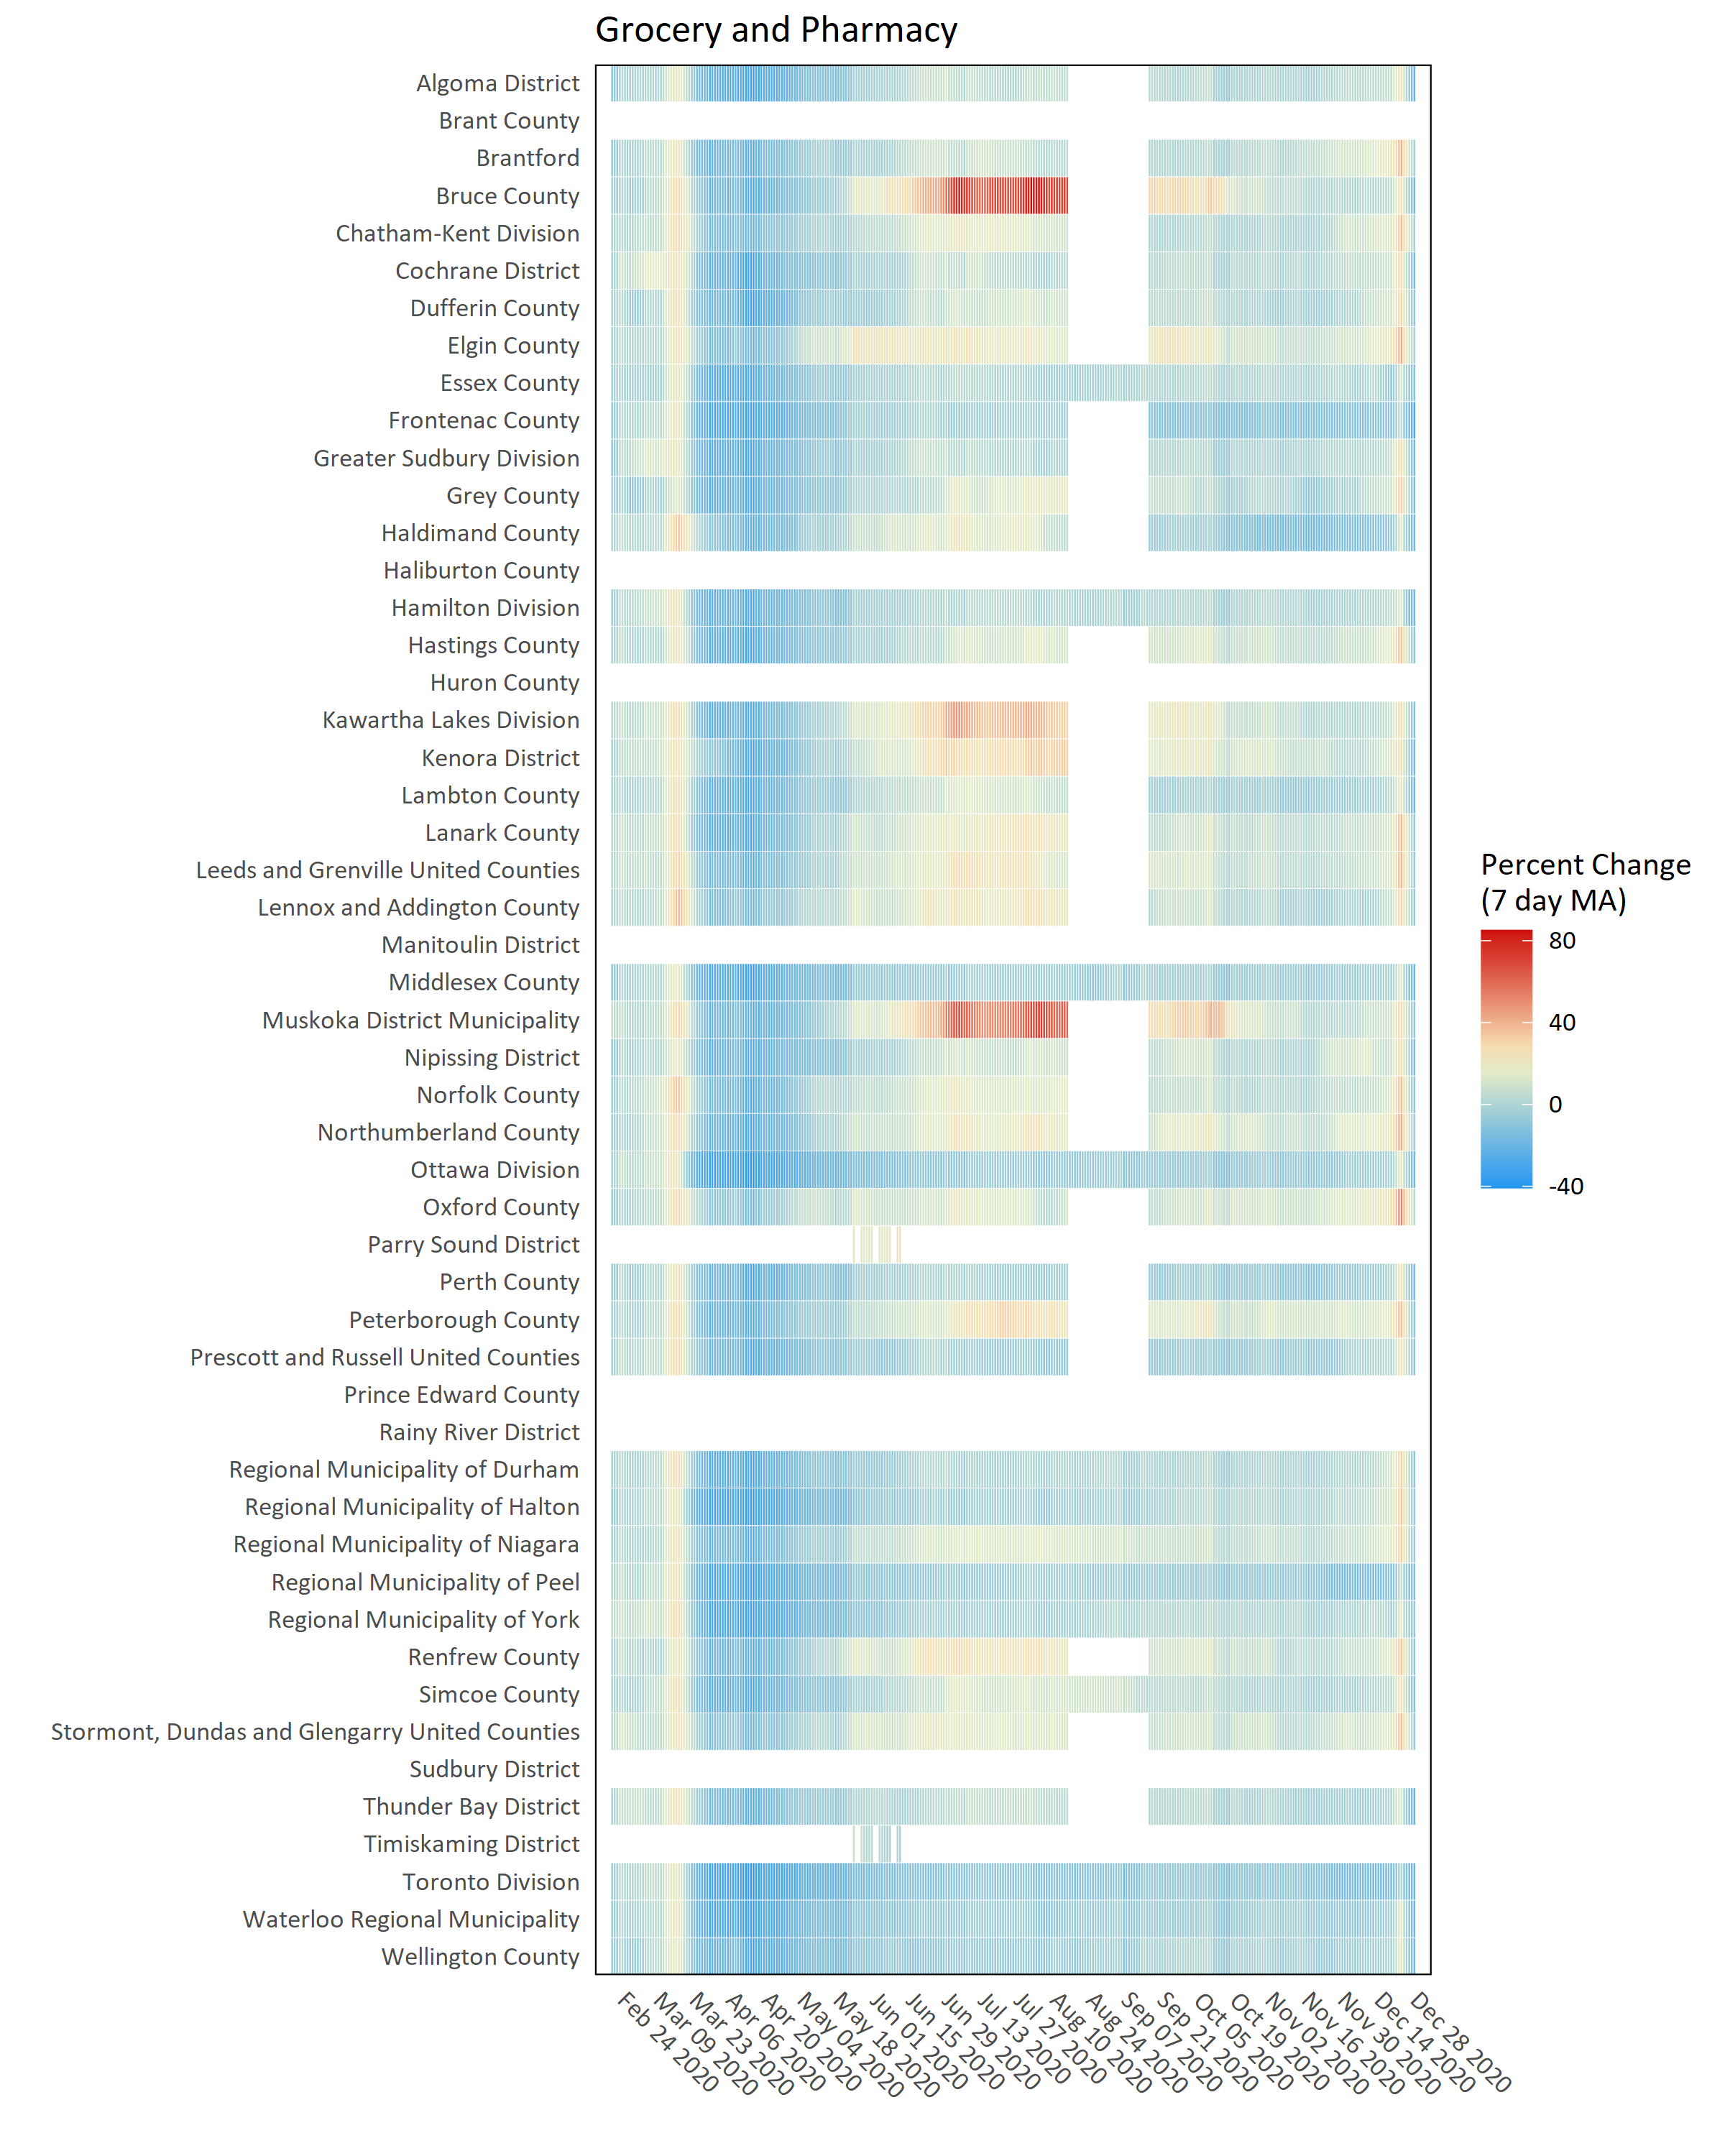 Grocery and Pharmacy
Algoma District
Brant County
Brantford
Bruce County
Chatham-Kent Division
Cochrane District
Dufferin County
Elgin County
Essex County
Frontenac County
Greater Sudbury Division
Grey County
Haldimand County
Haliburton County
Hamilton Division
Hastings County
Huron County
Kawartha Lakes Division
Kenora District
Lambton County
Lanark County
Leeds and Grenville United Counties
Lennox and Addington County
Manitoulin District
Middlesex County
Muskoka District Municipality
Nipissing District
Norfolk County
Northumberland County
Ottawa Division
Oxford County
Parry Sound District
Perth County
Peterborough County
Prescott and Russell United Counties
Prince Edward County
Rainy River District
Regional Municipality of Durham
Regional Municipality of Halton
Regional Municipality of Niagara
Regional Municipality of Peel
Regional Municipality of York
Renfrew County
Simcoe County
Stormont, Dundas and Glengarry United Counties
Sudbury District
Thunder Bay District
Timiskaming District
Toronto Division
Waterloo Regional Municipality
Wellington County
Feb 24 2020
Mar 09 2020
Mar 23 2020
Apr 06 2020
Apr 20 2020
May 04 2020
May 18 2020
Jun 01 2020
Jun 15 2020
Jun 29 2020
Jul 13 2020
Jul 27 2020
Aug 10 2020
Aug 24 2020
Sep 07 2020
Sep 21 2020
Oct 05 2020
Oct 19 2020
Nov 02 2020
Nov 16 2020
Nov 30 2020
Dec 14 2020
Dec 28 2020
Percent Change
(7 day MA)
80
40
0
-40